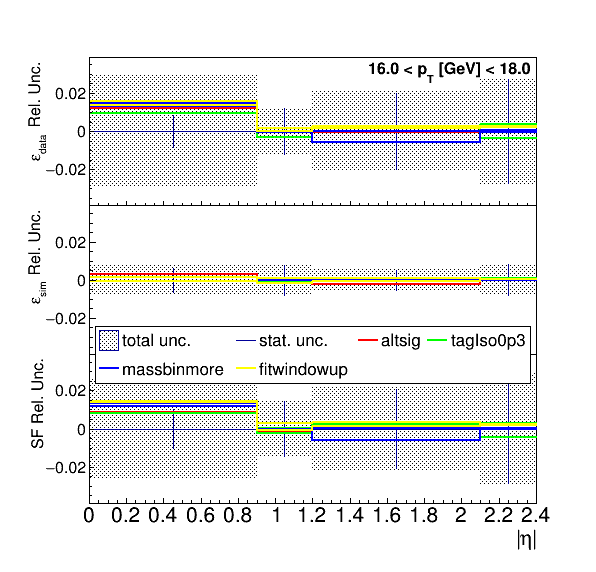 16.0 < p_T [GeV] < 18.0
ε_data Rel. Unc.
0.02
0
−0.02
ε_sim Rel. Unc.
0.02
0
−0.02
total unc. stat. unc. altsig tagIso0p3
massbinmore fitwindowup
SF Rel. Unc.
0.02
0
−0.02
0 0.2 0.4 0.6 0.8 1 1.2 1.4 1.6 1.8 2 2.2 2.4
|η|